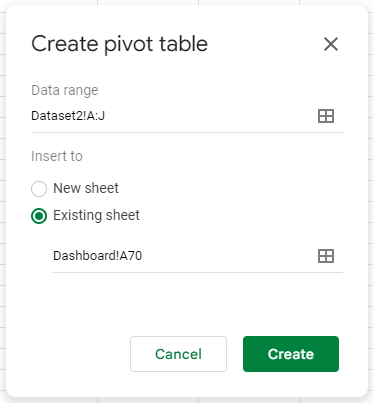 Create pivot table
Data range
Dataset2!A:J
Insert to
New sheet
Existing sheet
Dashboard!A70
Cancel
Create